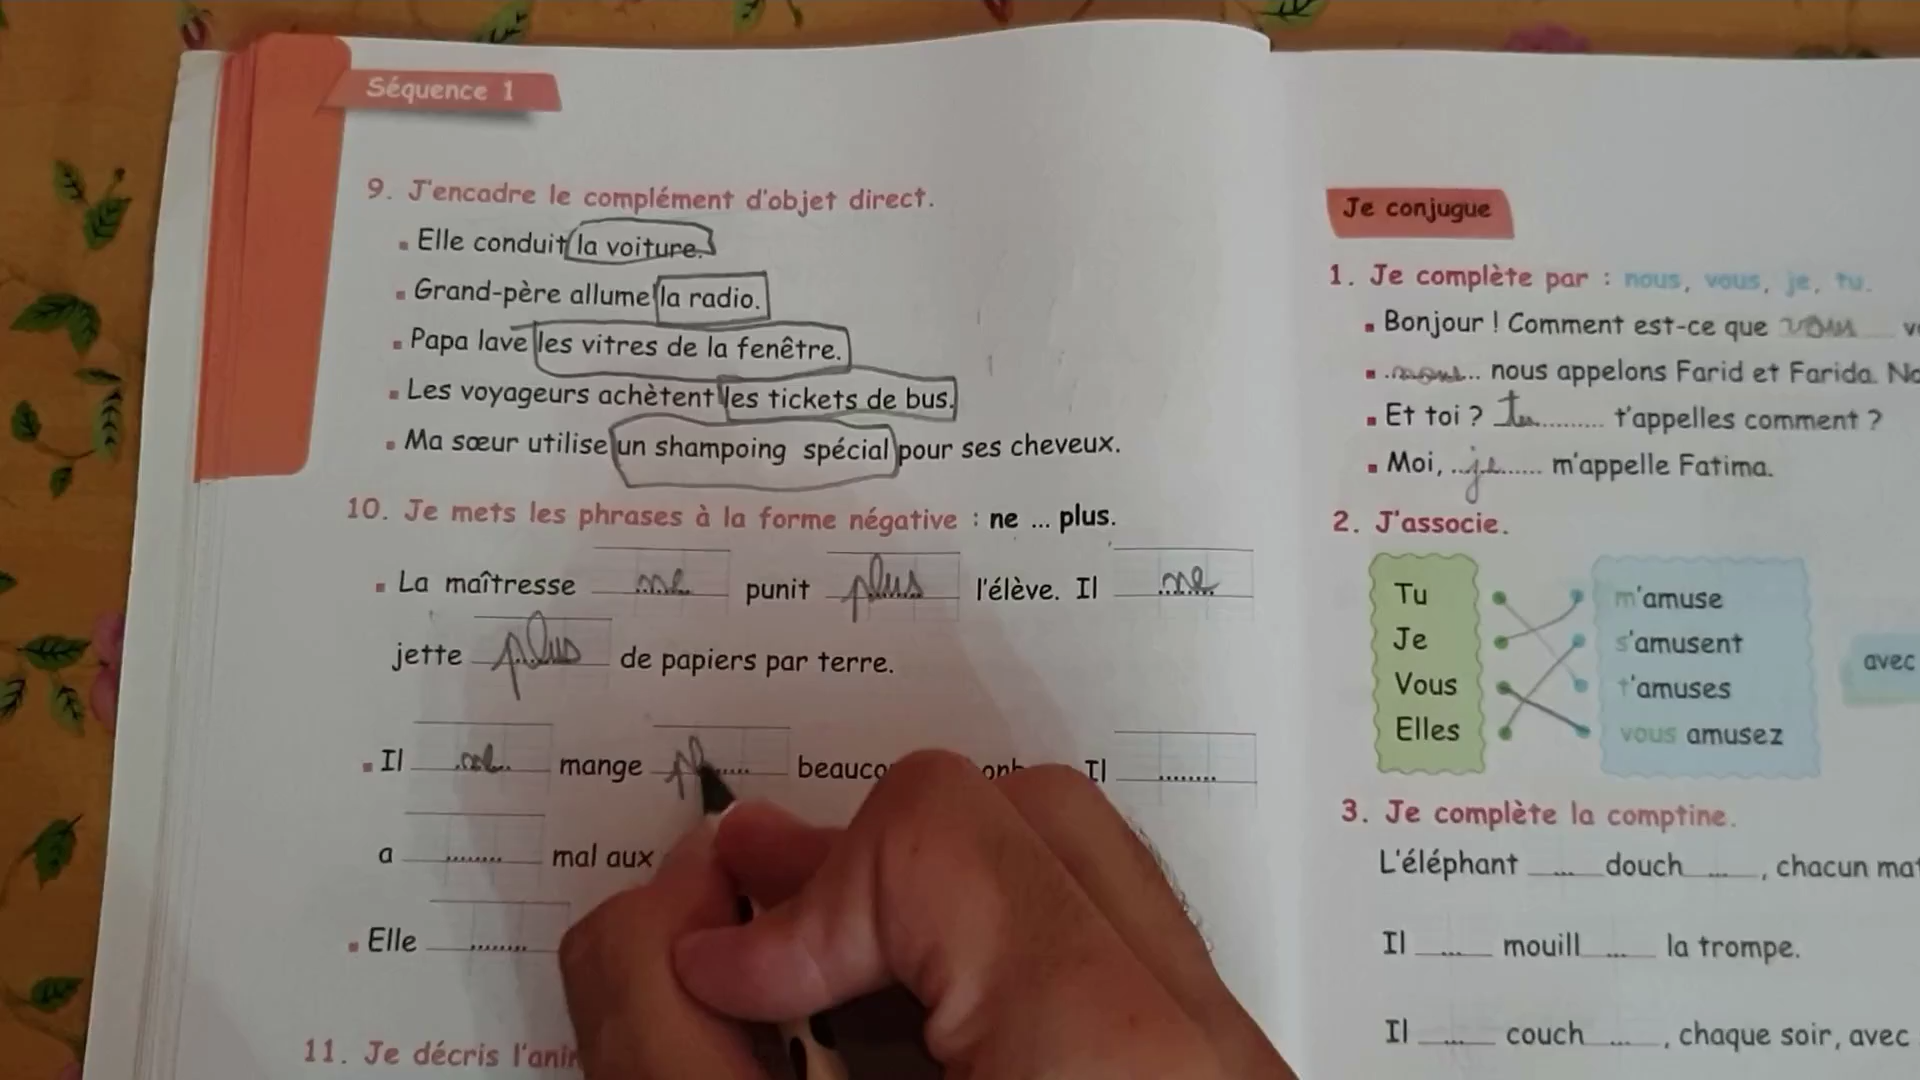 Séquence 1
9. J'encadre le complément d'objet direct.
▪ Elle conduit la voiture.
▪ Grand-père allume la radio.
▪ Papa lave les vitres de la fenêtre.
▪ Les voyageurs achètent les tickets de bus.
▪ Ma sœur utilise un shampoing spécial pour ses cheveux.
10. Je mets les phrases à la forme négative : ne ... plus.
▪ La maîtresse ne punit plus l'élève. Il ne
jette plus de papiers par terre.
▪ Il ne mange beauco Il ........
a ........ mal aux
▪ Elle ........
11. Je décris l'ani
Je conjugue
1. Je complète par : nous, vous, je, tu.
▪ Bonjour ! Comment est-ce que vous
▪ nous nous appelons Farid et Farida.
▪ Et toi ? tu t'appelles comment ?
▪ Moi, je m'appelle Fatima.
2. J'associe.
Tu m'amuse
Je s'amusent
avec
Vous t'amuses
Elles vous amusez
3. Je complète la comptine.
L'éléphant ... douch ... , chacun
Il ... mouill ... la trompe.
Il ... couch ... , chaque soir, avec